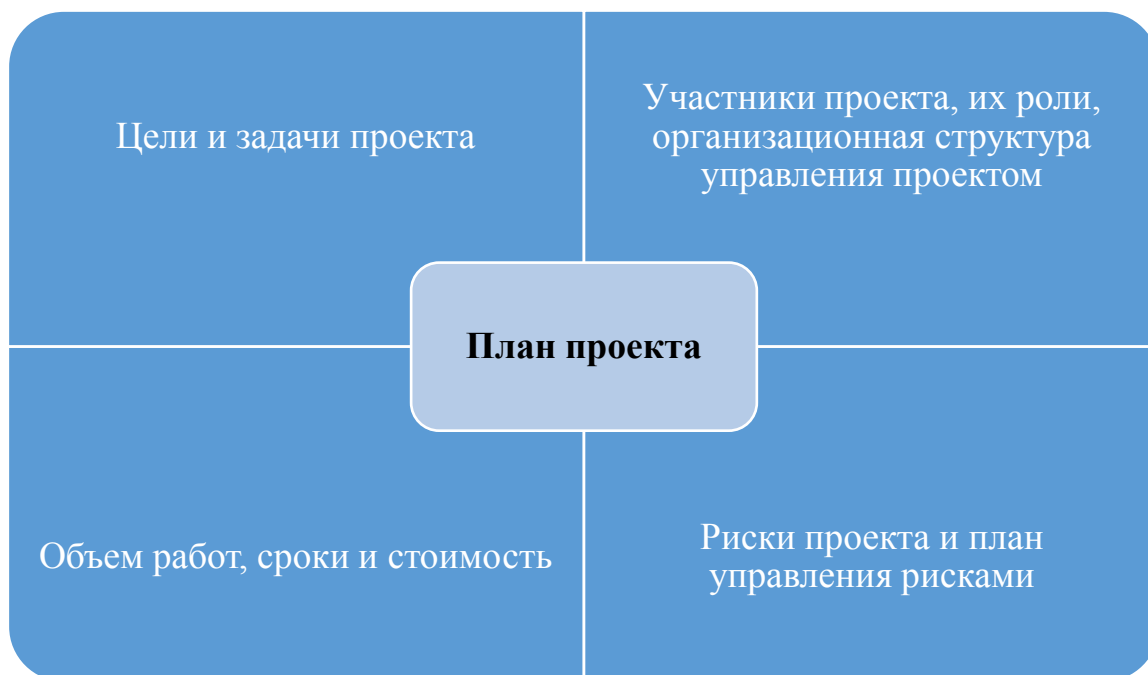 Цели и задачи проекта
Участники проекта, их роли,
организационная структура
управления проектом
План проекта
Объем работ, сроки и стоимость
Риски проекта и план
управления рисками